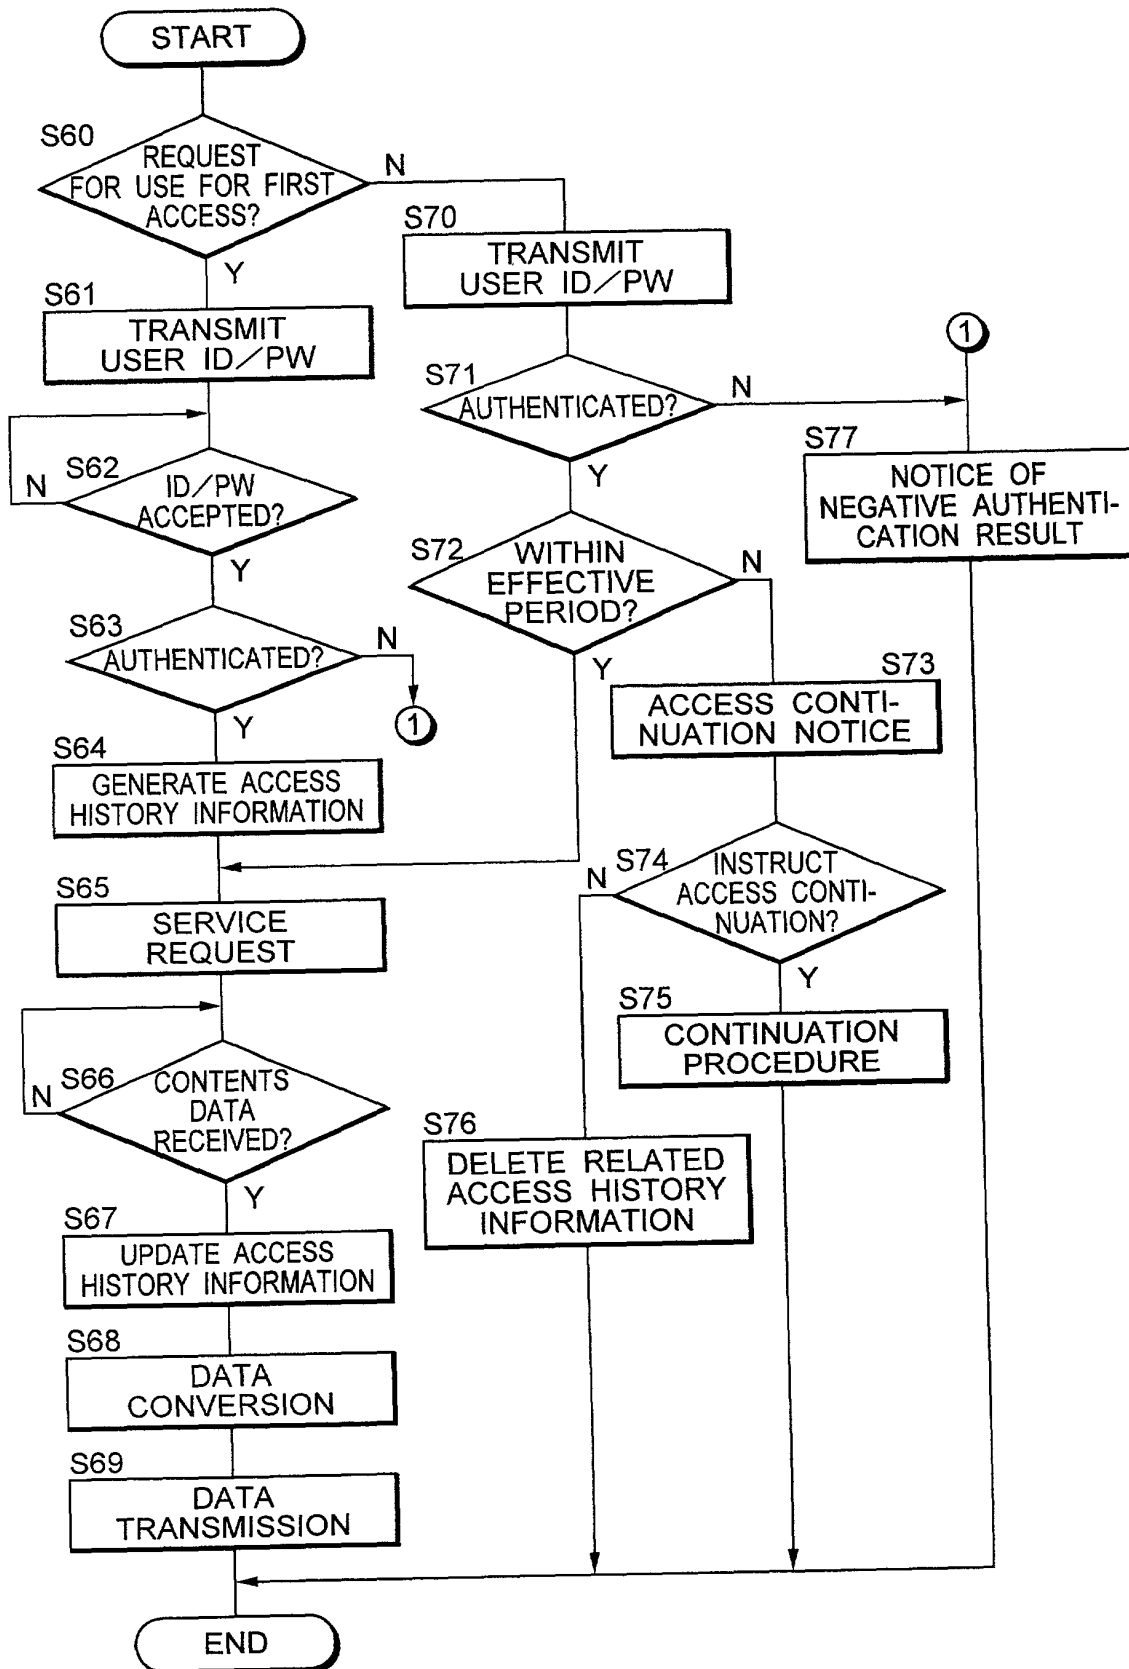 START
S60
REQUEST
FOR USE FOR FIRST
ACCESS?
N
Y
S70
TRANSMIT
USER ID/PW
S61
TRANSMIT
USER ID/PW
1
S71
AUTHENTICATED?
N
Y
S77
NOTICE OF
NEGATIVE AUTHENTI-
CATION RESULT
S62
ID/PW
ACCEPTED?
N
Y
S72
WITHIN
EFFECTIVE
PERIOD?
N
Y
S63
AUTHENTICATED?
N
Y
1
S73
ACCESS CONTI-
NUATION NOTICE
S64
GENERATE ACCESS
HISTORY INFORMATION
S74
INSTRUCT
ACCESS CONTI-
NUATION?
N
Y
S65
SERVICE
REQUEST
S75
CONTINUATION
PROCEDURE
S66
CONTENTS
DATA
RECEIVED?
N
Y
S76
DELETE RELATED
ACCESS HISTORY
INFORMATION
S67
UPDATE ACCESS
HISTORY INFORMATION
S68
DATA
CONVERSION
S69
DATA
TRANSMISSION
END